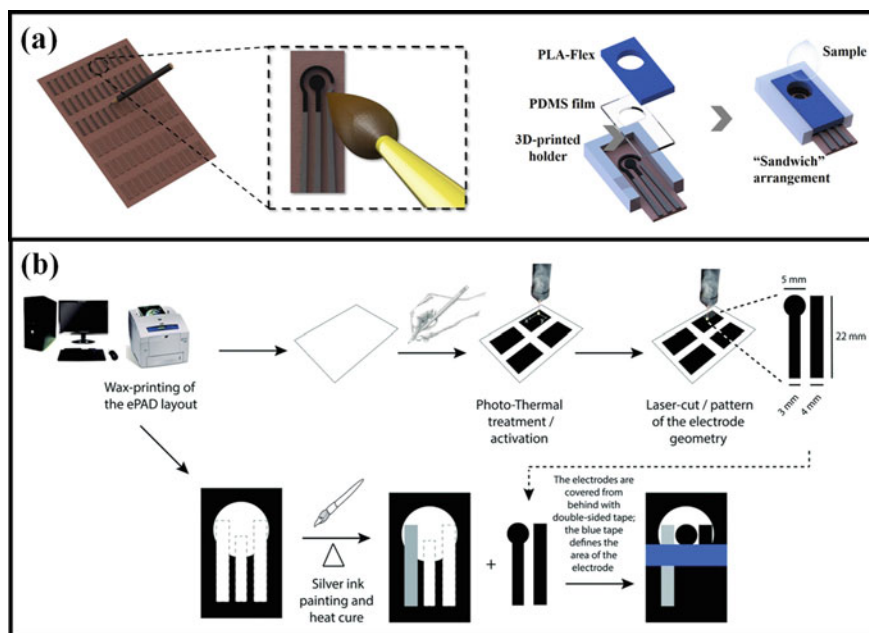 (a)
PLA-Flex
PDMS film
3D-printed
holder
Sample
“Sandwich”
arrangement
(b)
5 mm
22 mm
3 mm
4 mm
Wax-printing of
the ePAD layout
Photo-Thermal
treatment /
activation
Laser-cut / pattern
of the electrode
geometry
Silver ink
painting and
heat cure
+
The electrodes are
covered from
behind with
double-sided tape;
the blue tape
defines the
area of the
electrode